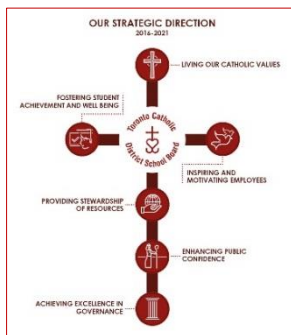 OUR STRATEGIC DIRECTION
2016-2021
LIVING OUR CATHOLIC VALUES
FOSTERING STUDENT
ACHIEVEMENT AND WELL BEING
Toronto Catholic
District School Board
INSPIRING AND
MOTIVATING EMPLOYEES
PROVIDING STEWARDSHIP
OF RESOURCES
ENHANCING PUBLIC
CONFIDENCE
ACHIEVING EXCELLENCE IN
GOVERNANCE